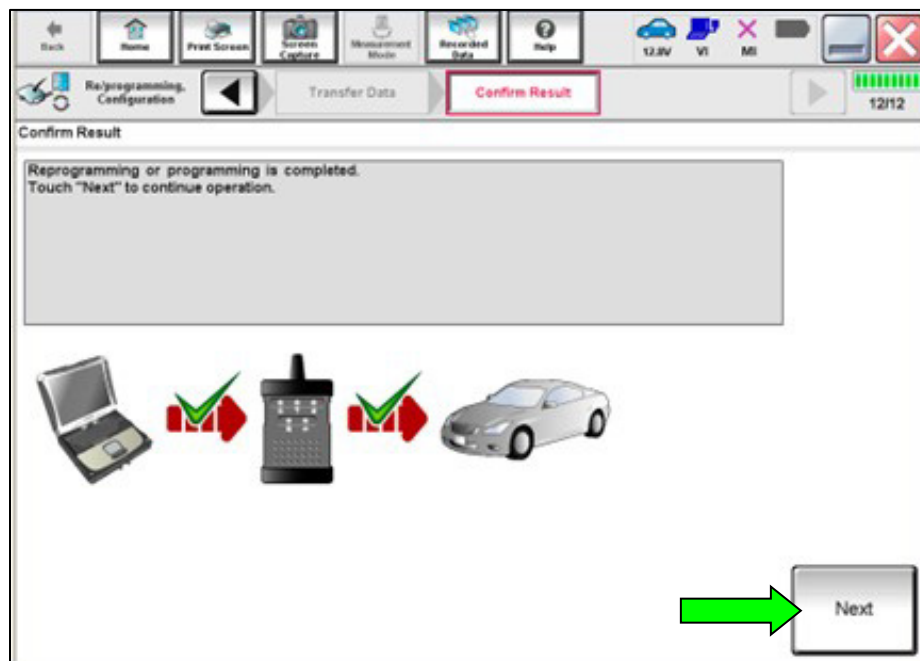 Back
Home
Print Screen
Screen
Capture
Measurement
Mode
Recorded
Data
Help
12.8V
VI
MI
Re/programming,
Configuration
Transfer Data
Confirm Result
12/12
Confirm Result
Reprogramming or programming is completed.
Touch "Next" to continue operation.
Next